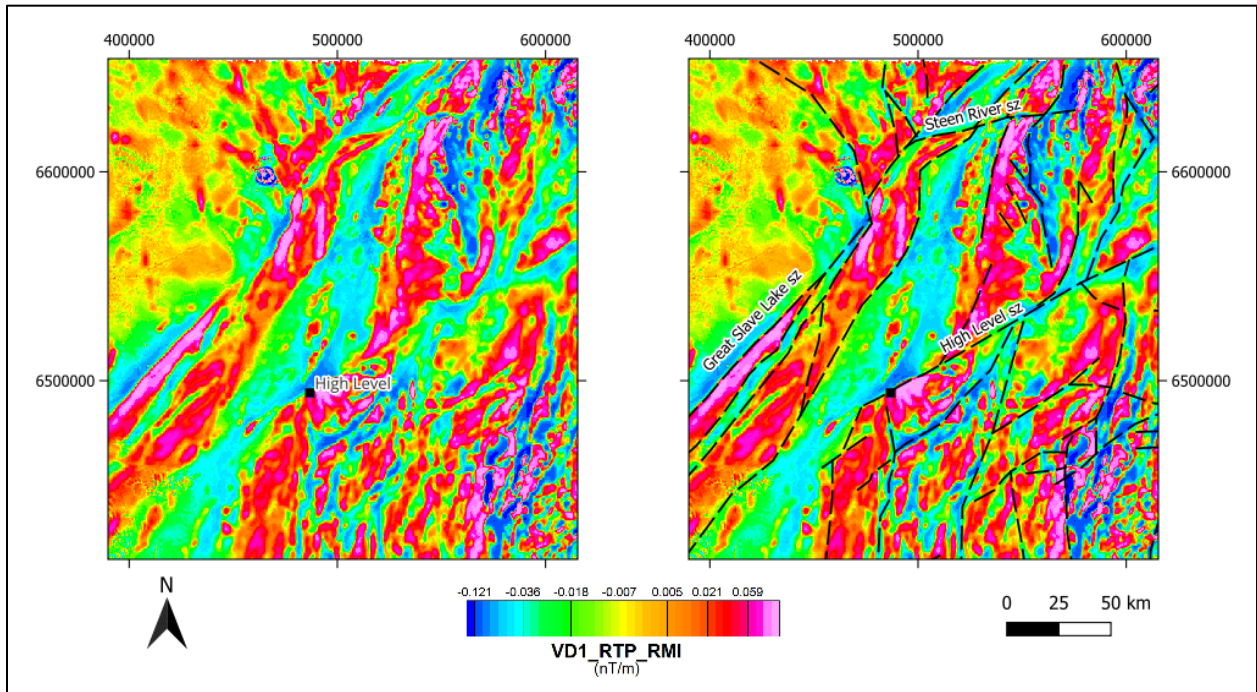 400000 500000 600000 400000 500000 600000
Steen River sz
6600000 6600000
Great Slave Lake sz
High Level sz
6500000 High Level 6500000
N
-0.121 -0.036 -0.018 -0.007 0.005 0.021 0.059
0 25 50 km
VD1_RTP_RMI
(nT/m)